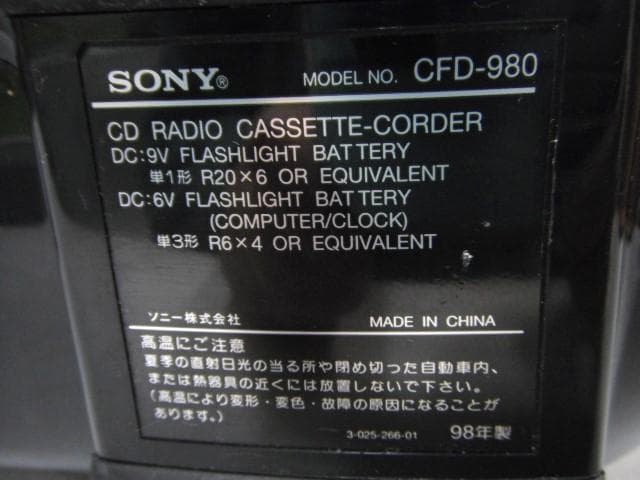 SONY® MODEL NO. CFD-980
CD RADIO CASSETTE-CORDER
DC:9V FLASHLIGHT BATTERY
単1形 R20×6 OR EQUIVALENT
DC:6V FLASHLIGHT BATTERY
(COMPUTER/CLOCK)
単3形 R6×4 OR EQUIVALENT
ソニー株式会社 MADE IN CHINA
高温にご注意
夏季の直射日光の当る所や閉め切った自動車内、
または熱器具の近くには放置しないで下さい。
(高温により変形・変色・故障の原因になることが
あります。)
3-025-266-01 98年製